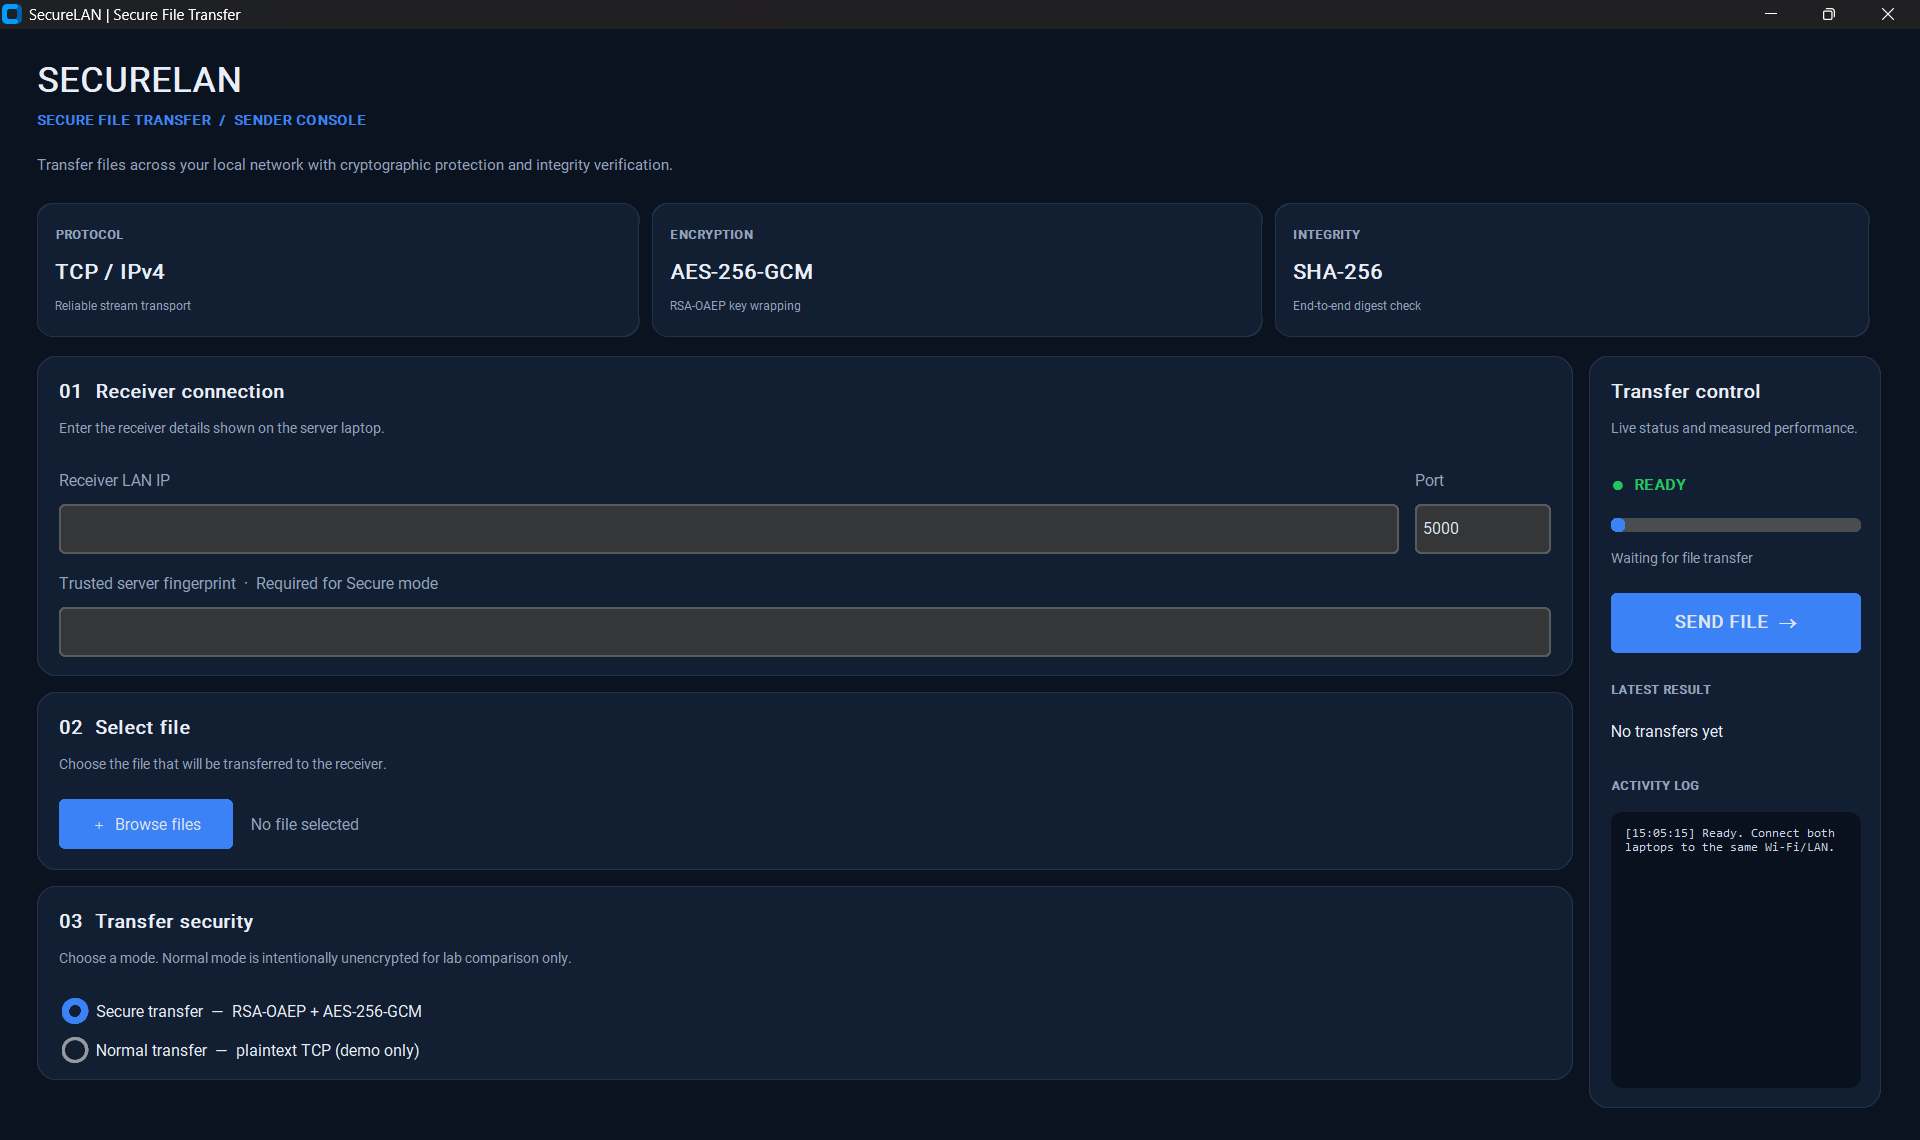 SecureLAN | Secure File Transfer
SECURELAN
SECURE FILE TRANSFER / SENDER CONSOLE
Transfer files across your local network with cryptographic protection and integrity verification.
PROTOCOL
TCP / IPv4
Reliable stream transport
ENCRYPTION
AES-256-GCM
RSA-OAEP key wrapping
INTEGRITY
SHA-256
End-to-end digest check
01 Receiver connection
Enter the receiver details shown on the server laptop.
Receiver LAN IP
Port
5000
Trusted server fingerprint · Required for Secure mode
02 Select file
Choose the file that will be transferred to the receiver.
+ Browse files
No file selected
03 Transfer security
Choose a mode. Normal mode is intentionally unencrypted for lab comparison only.
Secure transfer — RSA-OAEP + AES-256-GCM
Normal transfer — plaintext TCP (demo only)
Transfer control
Live status and measured performance.
● READY
Waiting for file transfer
SEND FILE →
LATEST RESULT
No transfers yet
ACTIVITY LOG
[15:05:15] Ready. Connect both
laptops to the same Wi-Fi/LAN.